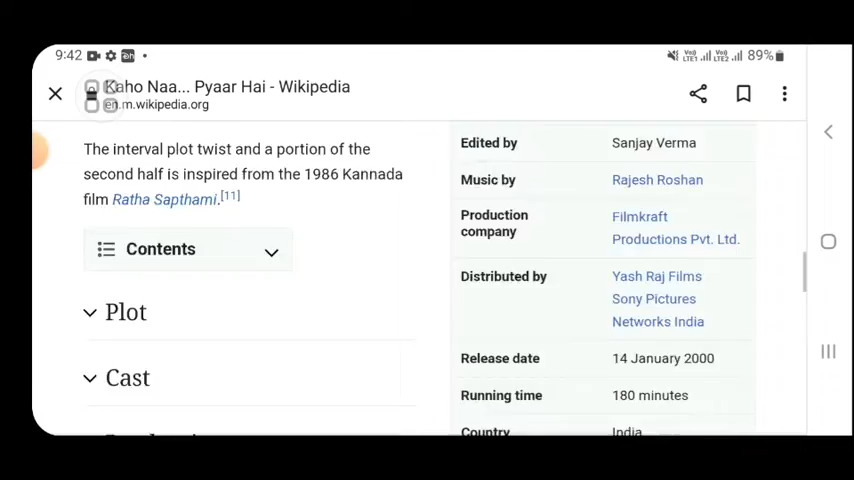 9:42
89%
Kaho Naa... Pyaar Hai - Wikipedia
en.m.wikipedia.org
The interval plot twist and a portion of the
second half is inspired from the 1986 Kannada
film Ratha Sapthami.[11]
Contents
Plot
Cast
Edited by Sanjay Verma
Music by Rajesh Roshan
Production company Filmkraft
Productions Pvt. Ltd.
Distributed by Yash Raj Films
Sony Pictures
Networks India
Release date 14 January 2000
Running time 180 minutes
Country India